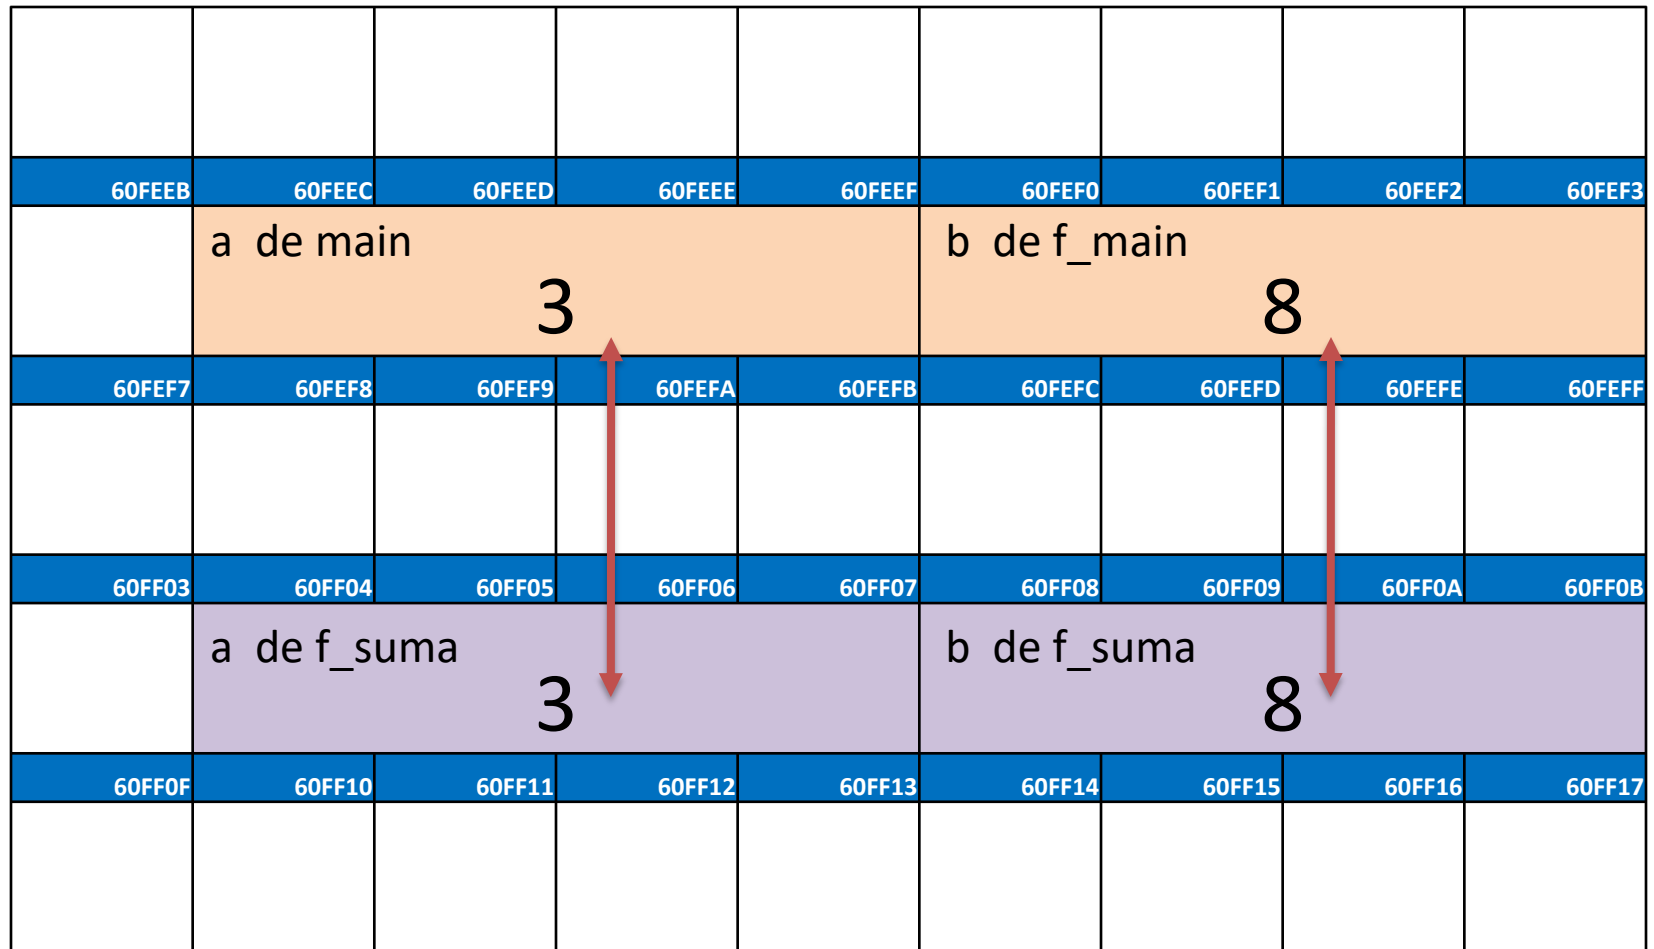 60FEEB 60FEEC 60FEED 60FEEE 60FEEF 60FEF0 60FEF1 60FEF2 60FEF3
a de main b de f_main
3 8
60FEF7 60FEF8 60FEF9 60FEFA 60FEFB 60FEFC 60FEFD 60FEFE 60FEFF
60FF03 60FF04 60FF05 60FF06 60FF07 60FF08 60FF09 60FF0A 60FF0B
a de f_suma b de f_suma
3 8
60FF0F 60FF10 60FF11 60FF12 60FF13 60FF14 60FF15 60FF16 60FF17